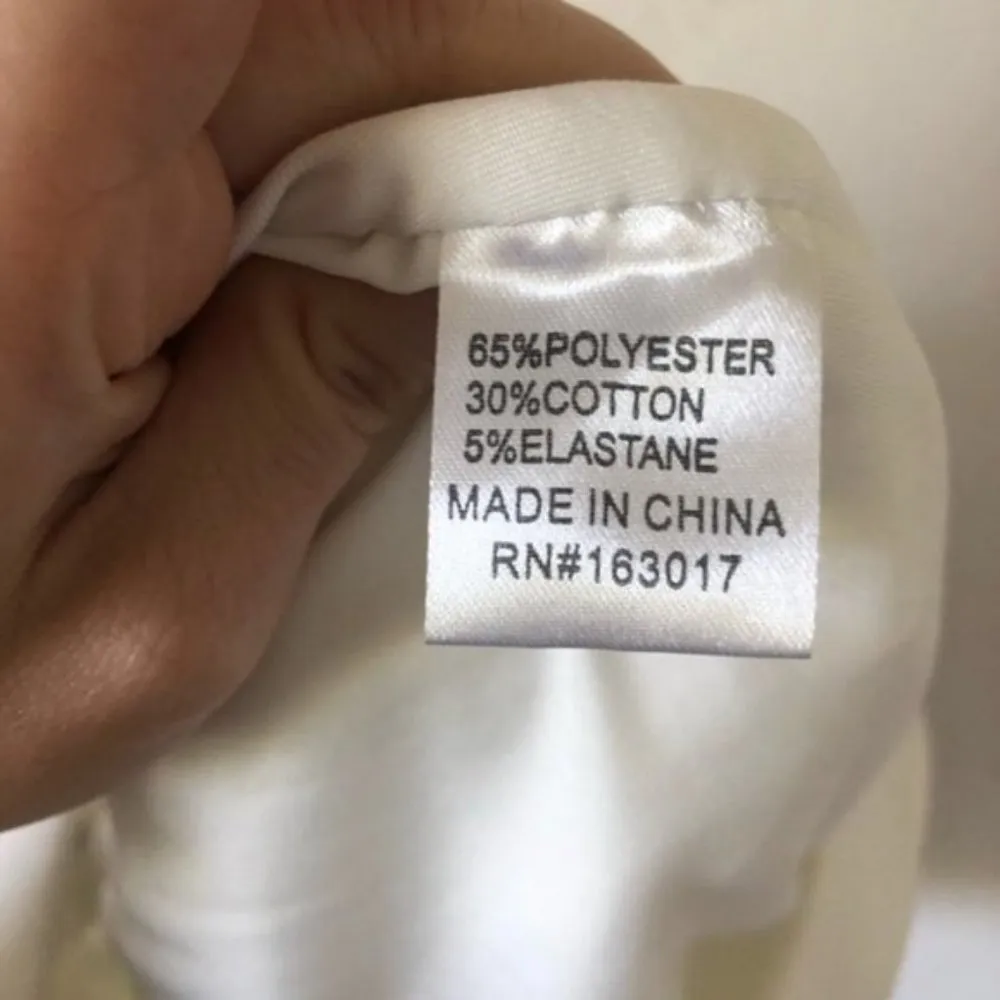 65%POLYESTER
30%COTTON
5%ELASTANE
MADE IN CHINA
RN#163017